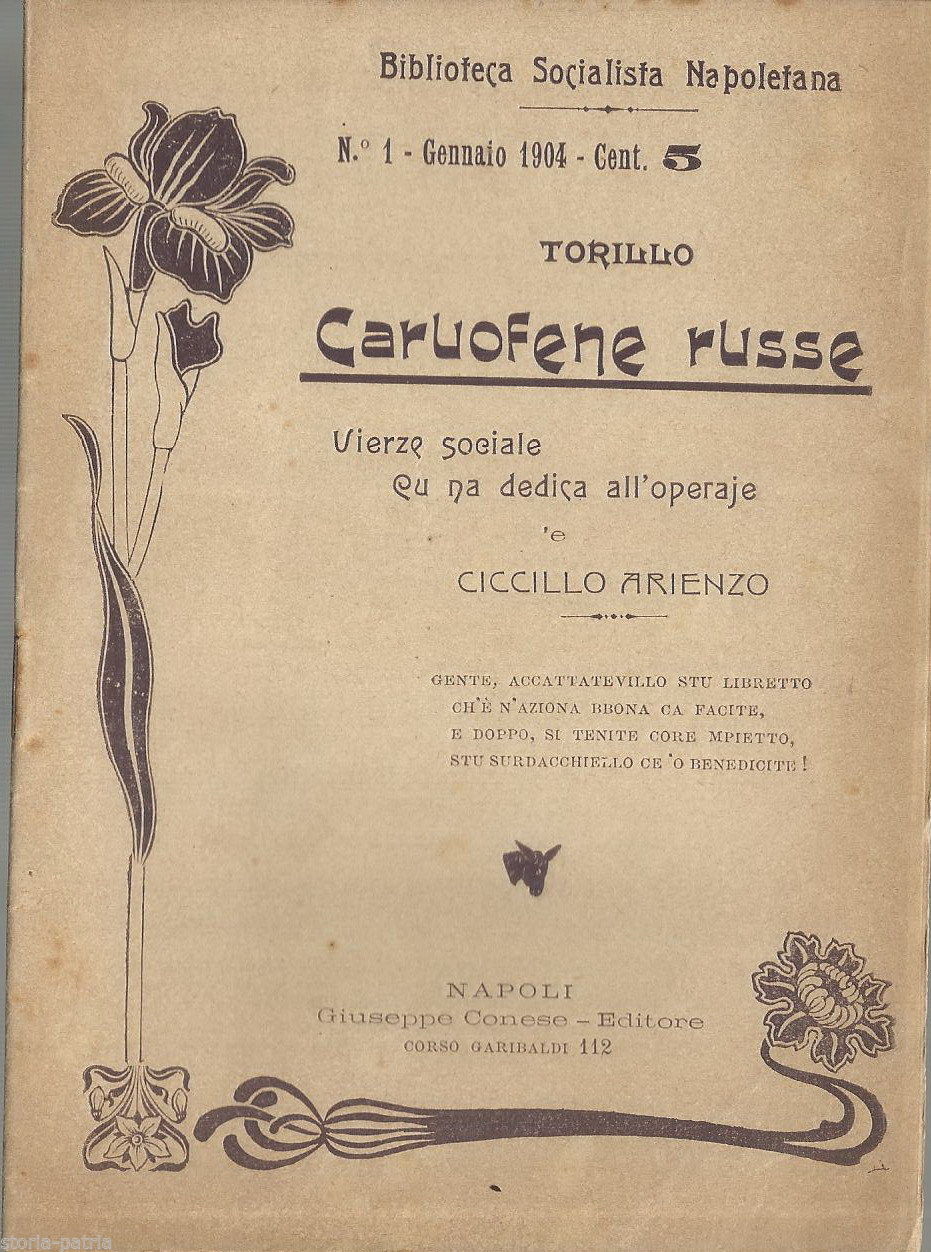 Biblioteca Socialista Napoletana
N.º 1 - Gennaio 1904 - Cent. 5
TORILLO
Caruofene russe
Vierze sociale
Cu na dedica all'operaje
'e
CICCILLO ARIENZO
GENTE, ACCATTATEVILLO STU LIBRETTO
CH'È N'AZIONA BBONA CA FACITE,
E DOPPO, SI TENITE CORE MPIETTO,
STU SURDACCHIELLO CE 'O BENEDICITE !
NAPOLI
Giuseppe Conese - Editore
CORSO GARIBALDI 112
storia-patria